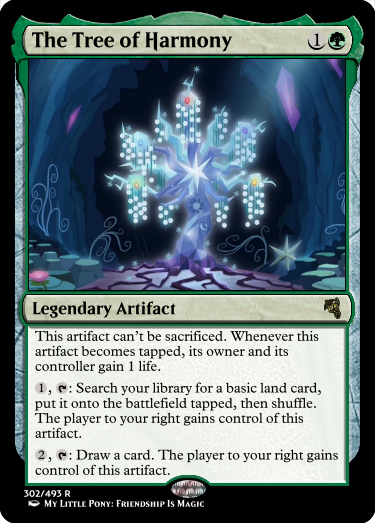 The Tree of Harmony 1
Legendary Artifact
This artifact can't be sacrificed. Whenever this
artifact becomes tapped, its owner and its
controller gain 1 life.
1, : Search your library for a basic land card,
put it onto the battlefield tapped, then shuffle.
The player to your right gains control of this
artifact.
2, : Draw a card. The player to your right gains
control of this artifact.
302/493 R
My Little Pony: Friendship Is Magic